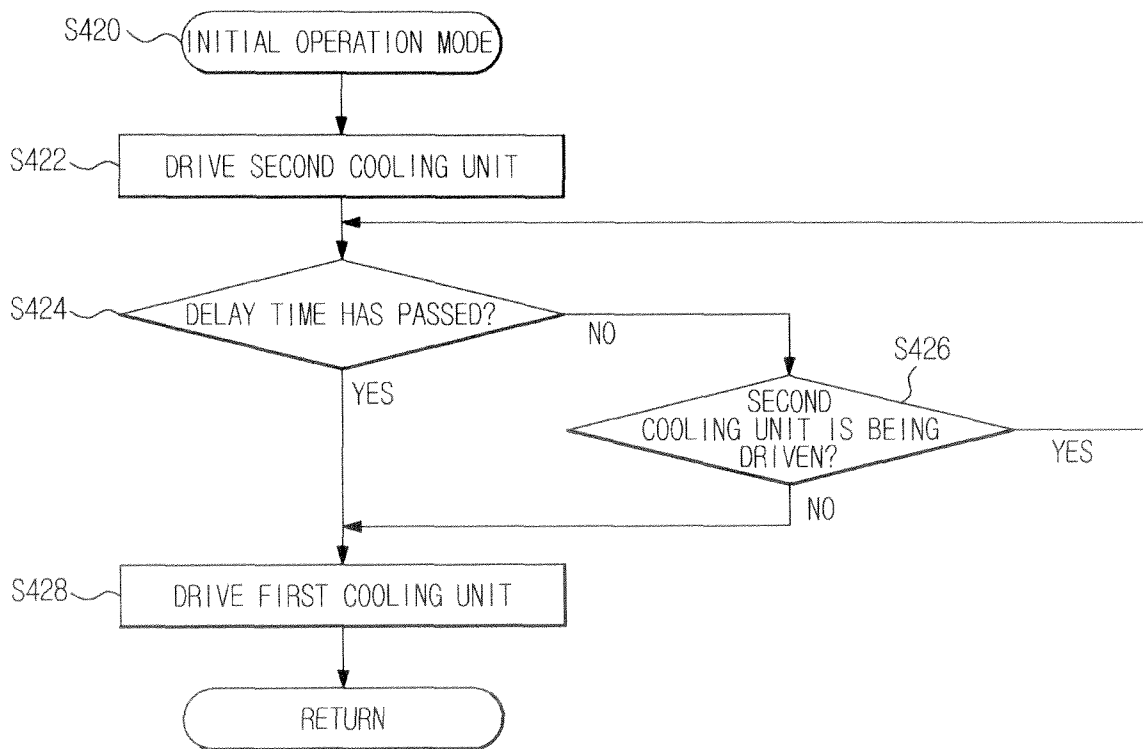 S420
INITIAL OPERATION MODE
S422
DRIVE SECOND COOLING UNIT
S424
DELAY TIME HAS PASSED?
NO
YES
S426
SECOND
COOLING UNIT IS BEING
DRIVEN?
YES
NO
S428
DRIVE FIRST COOLING UNIT
RETURN